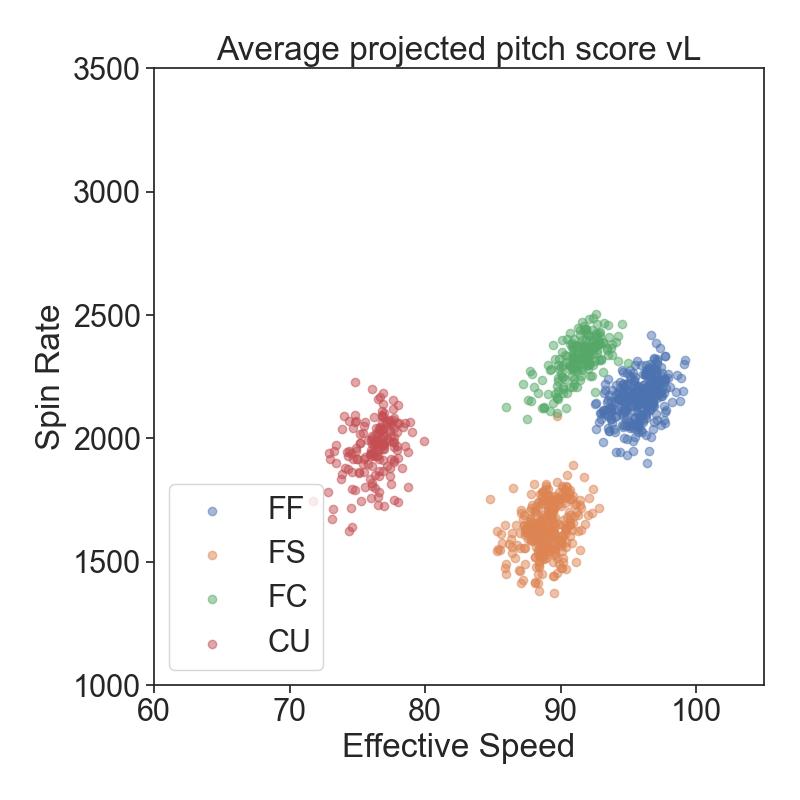 Average projected pitch score vL
3500
3000
2500
2000
1500
1000
Spin Rate
FF
FS
FC
CU
60 70 80 90 100
Effective Speed